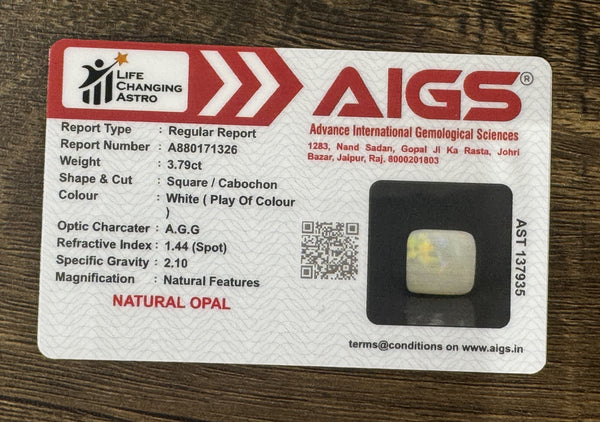 LIFE
CHANGING
ASTRO
AIGS®
Advance International Gemological Sciences
1283, Nand Sadan, Gopal Ji Ka Rasta, Johri
Bazar, Jaipur, Raj. 8000201803
Report Type : Regular Report
Report Number : A880171326
Weight : 3.79ct
Shape & Cut : Square / Cabochon
Colour : White ( Play Of Colour
)
Optic Charcater : A.G.G
Refractive Index : 1.44 (Spot)
Specific Gravity : 2.10
Magnification : Natural Features
NATURAL OPAL
AST 137935
terms@conditions on www.aigs.in